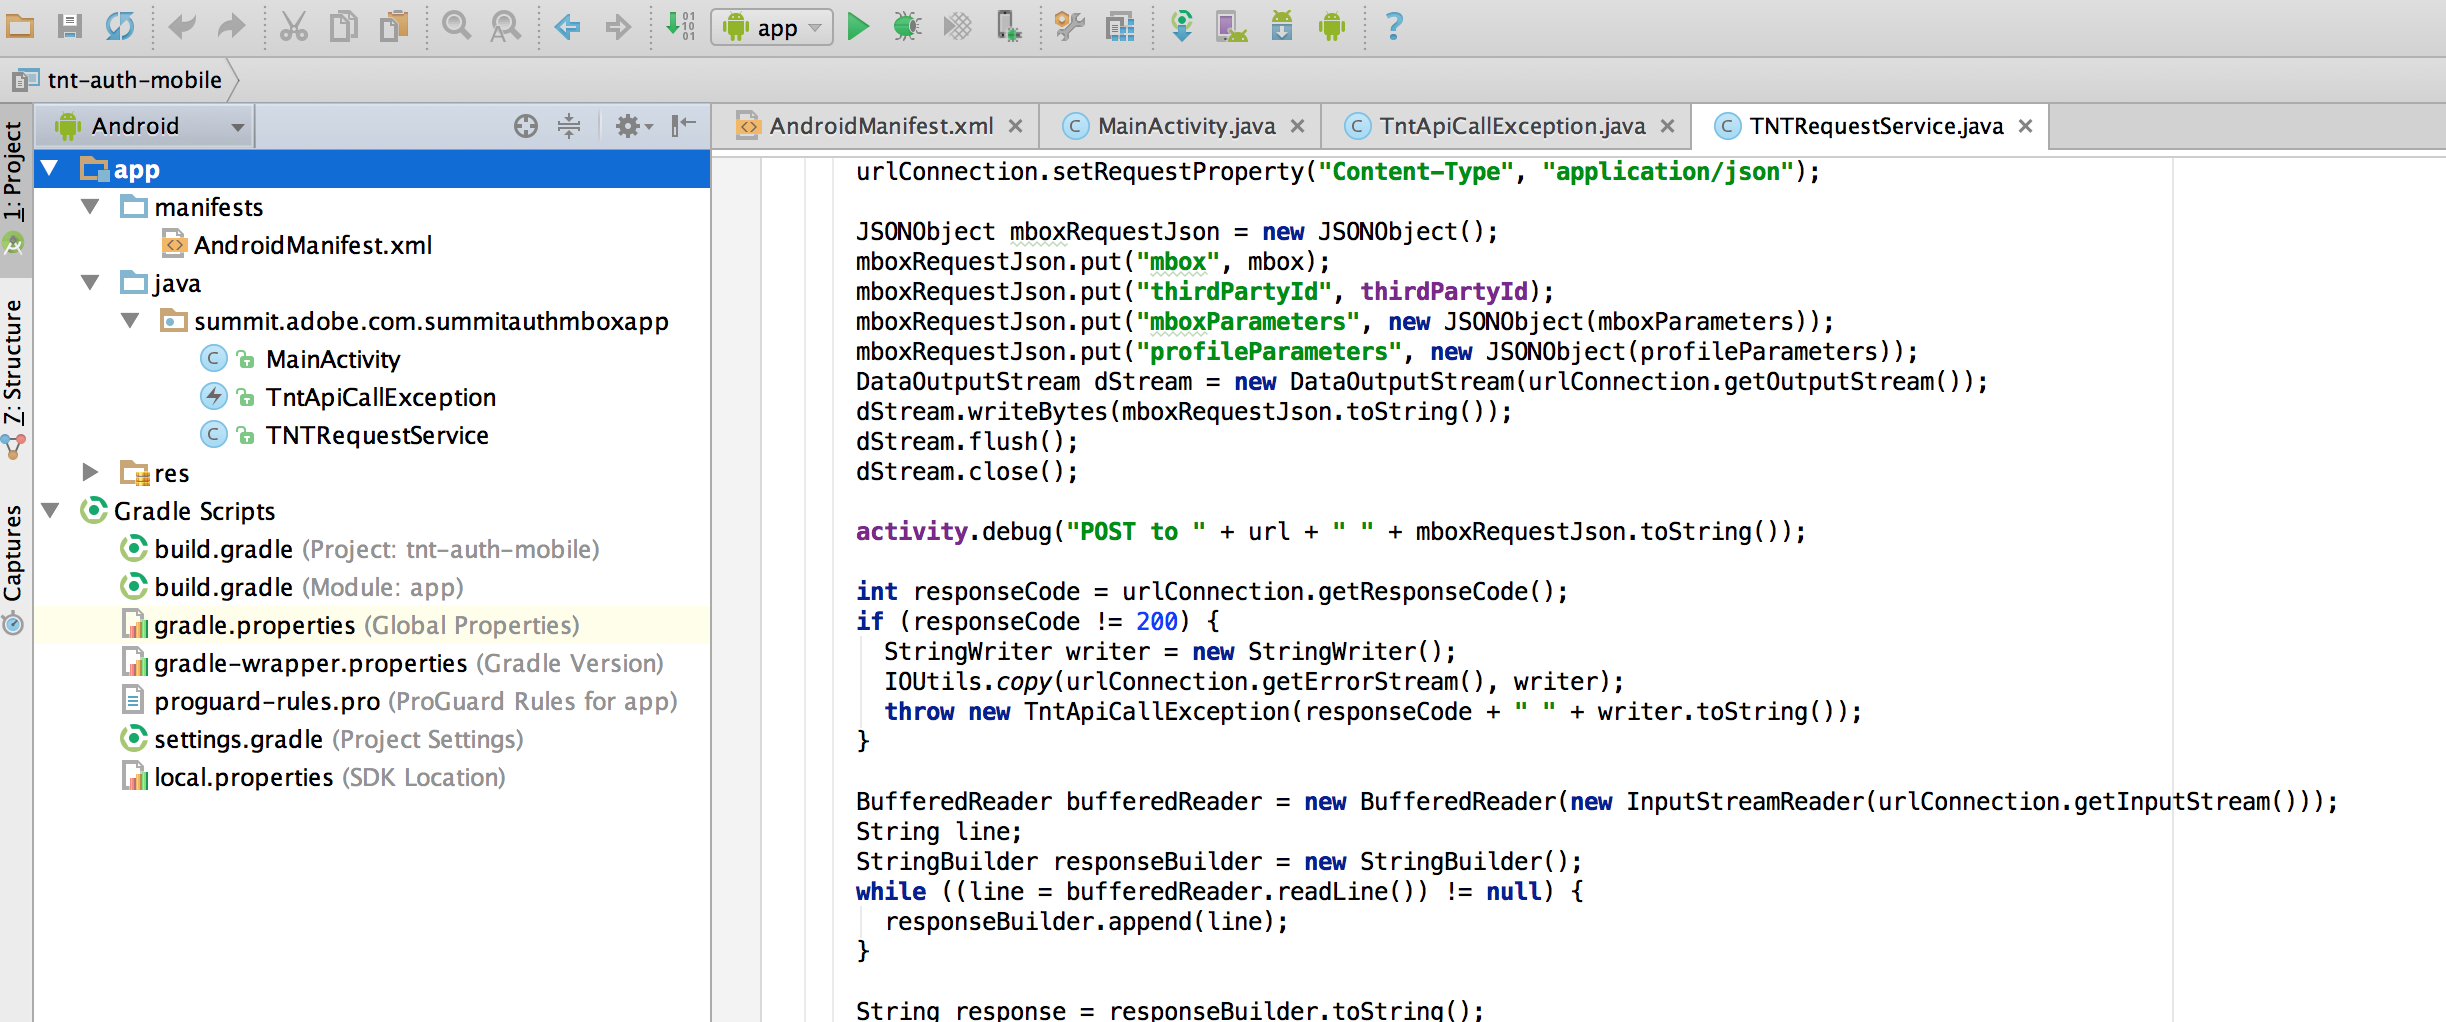 app
tnt-auth-mobile
1: Project
Z: Structure
Captures
Android
app
manifests
AndroidManifest.xml
java
summit.adobe.com.summitauthmboxapp
MainActivity
TntApiCallException
TNTRequestService
res
Gradle Scripts
build.gradle (Project: tnt-auth-mobile)
build.gradle (Module: app)
gradle.properties (Global Properties)
gradle-wrapper.properties (Gradle Version)
proguard-rules.pro (ProGuard Rules for app)
settings.gradle (Project Settings)
local.properties (SDK Location)
AndroidManifest.xml
MainActivity.java
TntApiCallException.java
TNTRequestService.java
urlConnection.setRequestProperty("Content-Type", "application/json");
JSONObject mboxRequestJson = new JSONObject();
mboxRequestJson.put("mbox", mbox);
mboxRequestJson.put("thirdPartyId", thirdPartyId);
mboxRequestJson.put("mboxParameters", new JSONObject(mboxParameters));
mboxRequestJson.put("profileParameters", new JSONObject(profileParameters));
DataOutputStream dStream = new DataOutputStream(urlConnection.getOutputStream());
dStream.writeBytes(mboxRequestJson.toString());
dStream.flush();
dStream.close();
activity.debug("POST to " + url + " " + mboxRequestJson.toString());
int responseCode = urlConnection.getResponseCode();
if (responseCode != 200) {
StringWriter writer = new StringWriter();
IOUtils.copy(urlConnection.getErrorStream(), writer);
throw new TntApiCallException(responseCode + " " + writer.toString());
}
BufferedReader bufferedReader = new BufferedReader(new InputStreamReader(urlConnection.getInputStream()));
String line;
StringBuilder responseBuilder = new StringBuilder();
while ((line = bufferedReader.readLine()) != null) {
responseBuilder.append(line);
}
String response = responseBuilder.toString();